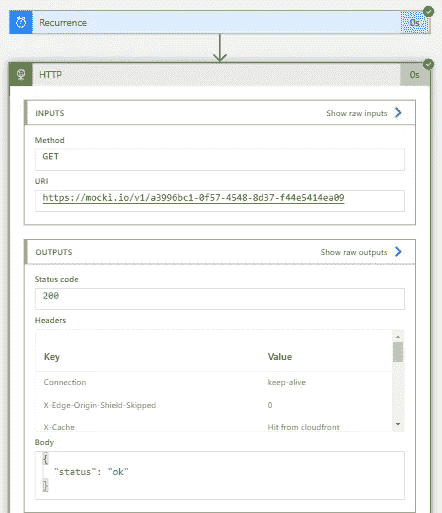 Recurrence 0s
HTTP 0s
INPUTS Show raw inputs
Method
GET
URI
https://mocki.io/v1/a3996bc1-0f57-4548-8d37-f44e5414ea09
OUTPUTS Show raw outputs
Status code
200
Headers
Key Value
Connection keep-alive
X-Edge-Origin-Shield-Skipped 0
X-Cache Hit from cloudfront
Body
{
"status": "ok"
}